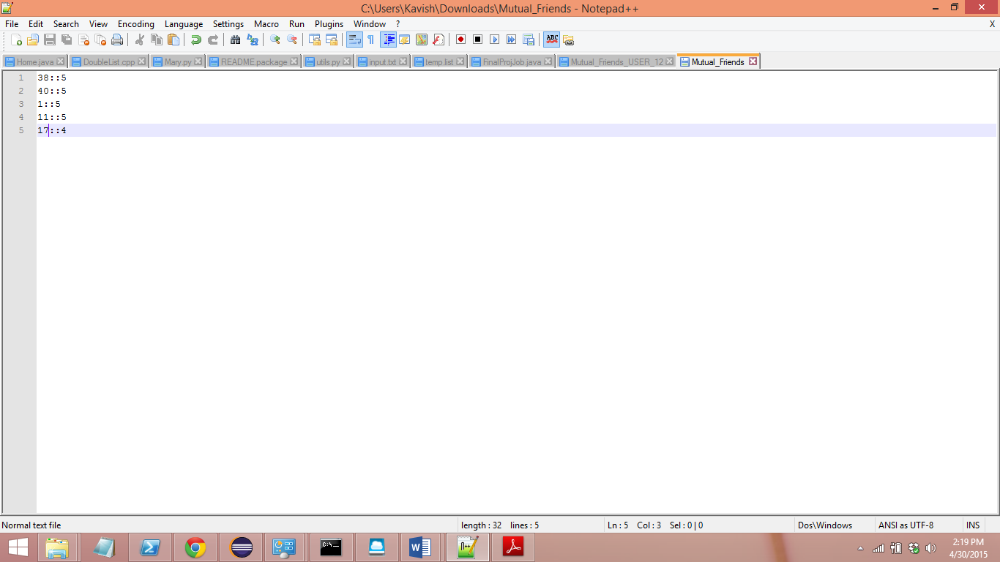 C:\Users\Kavish\Downloads\Mutual_Friends - Notepad++
File Edit Search View Encoding Language Settings Macro Run Plugins Window ? X
Home.java DoubleList.cpp Mary.py README.package utils.py input.txt temp.list FinalProjJob.java Mutual_Friends_USER_12 Mutual_Friends
1 38::5
2 40::5
3 1::5
4 11::5
5 17::4
Normal text file length : 32 lines : 5 Ln : 5 Col : 3 Sel : 0 | 0 Dos\Windows ANSI as UTF-8 INS
2:19 PM
4/30/2015